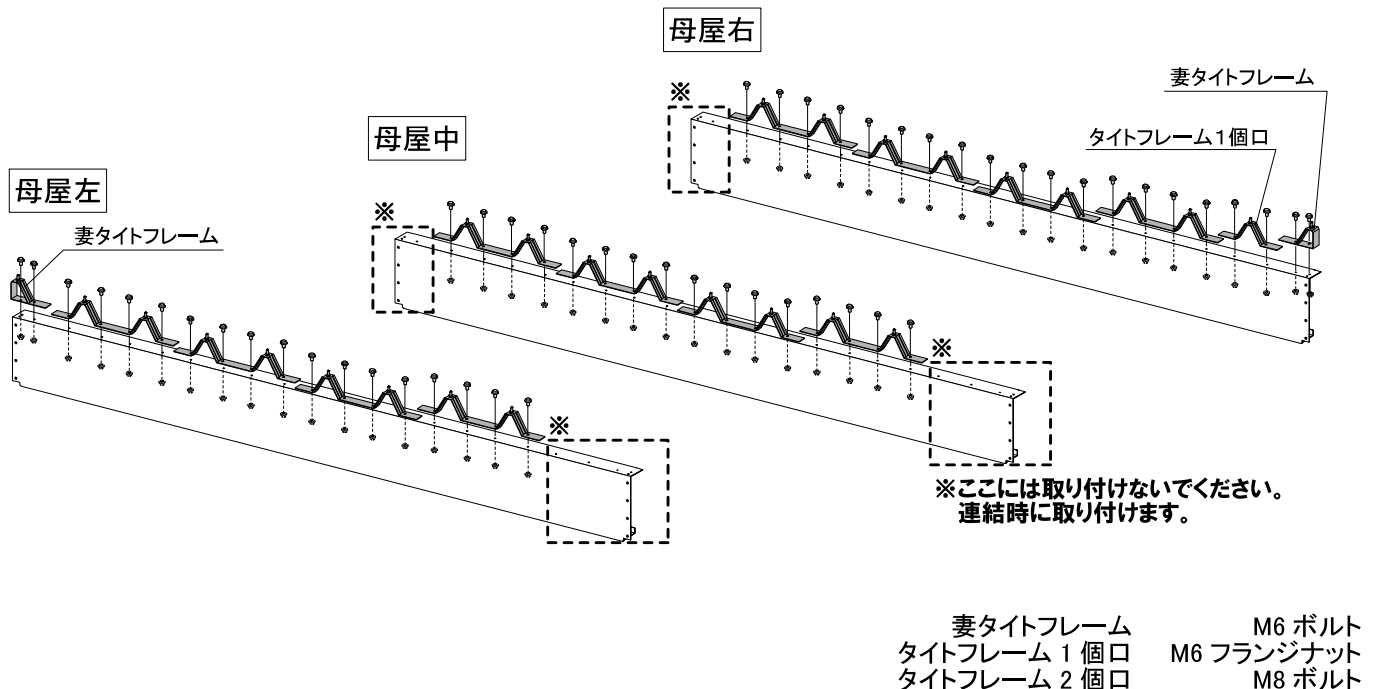 母屋右
※
妻タイトフレーム
タイトフレーム1個口
母屋中
※
母屋左
妻タイトフレーム
※
※
※ここには取り付けないでください。
連結時に取り付けます。
妻タイトフレーム M6 ボルト
タイトフレーム 1 個口 M6 フランジナット
タイトフレーム 2 個口 M8 ボルト